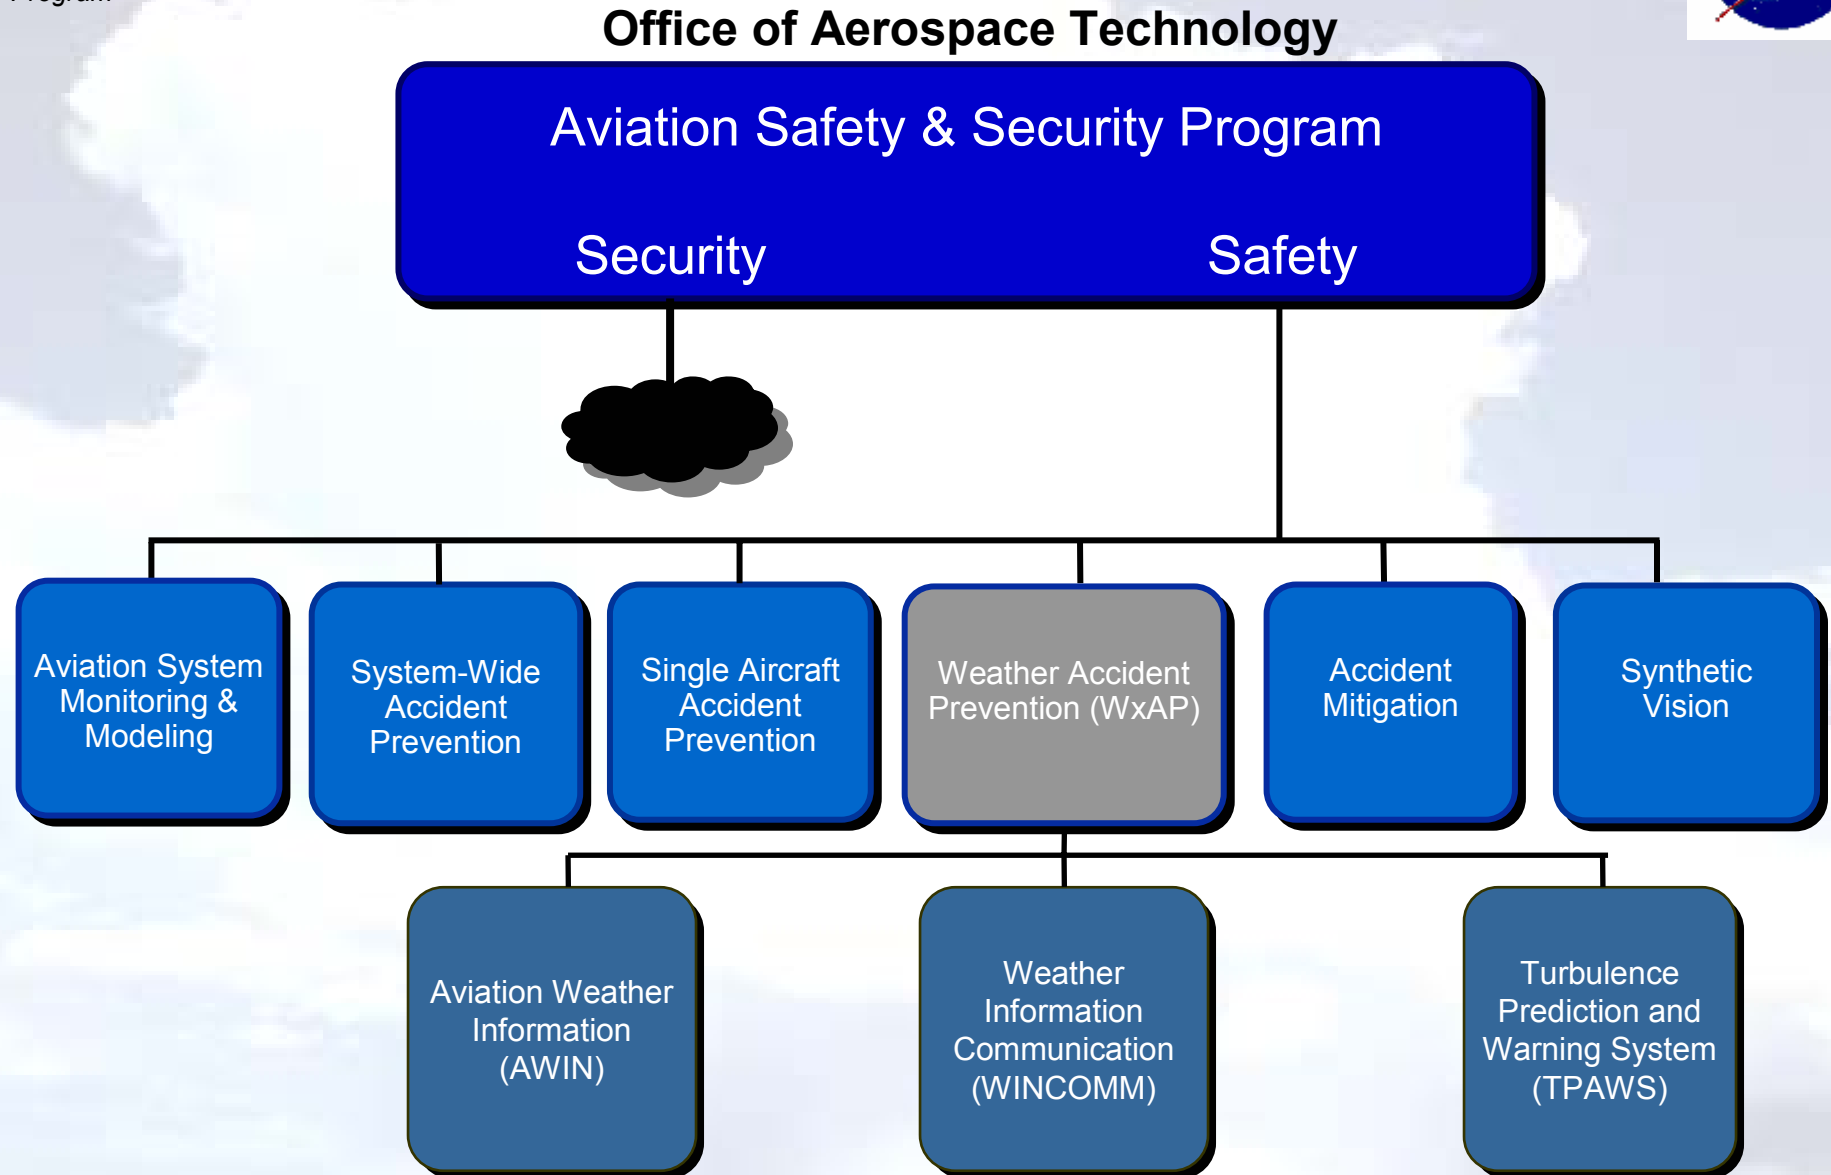 Program
Office of Aerospace Technology
Aviation Safety & Security Program
Security
Safety
Aviation System
Monitoring &
Modeling
System-Wide
Accident
Prevention
Single Aircraft
Accident
Prevention
Weather Accident
Prevention (WxAP)
Accident
Mitigation
Synthetic
Vision
Aviation Weather
Information
(AWIN)
Weather
Information
Communication
(WINCOMM)
Turbulence
Prediction and
Warning System
(TPAWS)